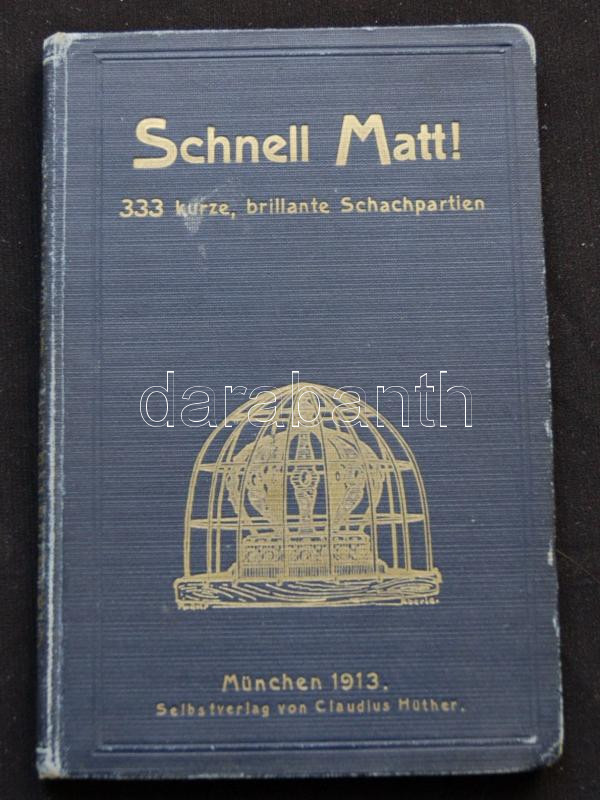 Schnell Matt!
333 kurze, brillante Schachpartien
darabanth
München 1913.
Selbstverlag von Claudius Hüther.